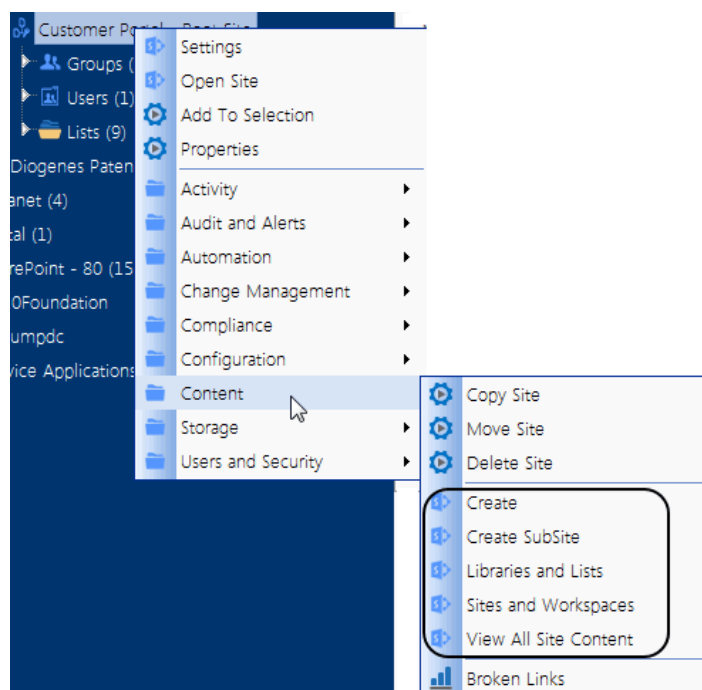 Customer Portal - Root Site
Groups (
Users (1)
Lists (9)
Diogenes Paten
anet (4)
tal (1)
rePoint - 80 (15
0Foundation
umpdc
vice Applications
Settings
Open Site
Add To Selection
Properties
Activity
Audit and Alerts
Automation
Change Management
Compliance
Configuration
Content
Storage
Users and Security
Copy Site
Move Site
Delete Site
Create
Create SubSite
Libraries and Lists
Sites and Workspaces
View All Site Content
Broken Links